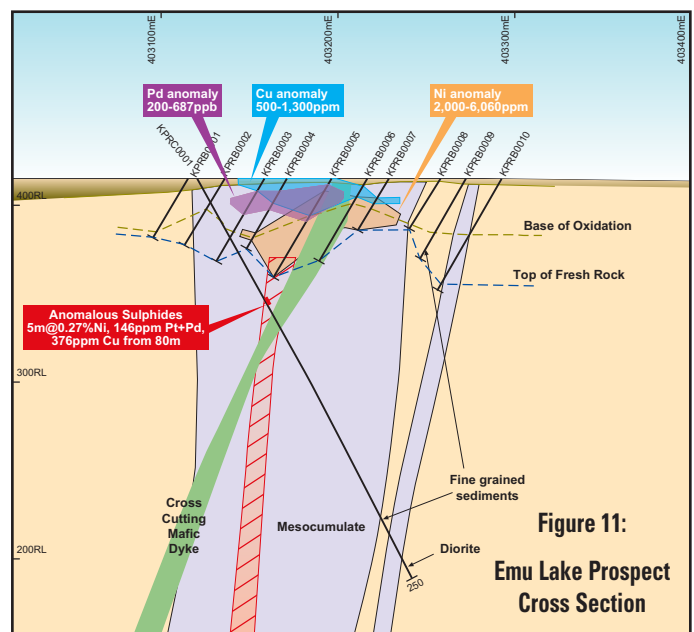 403100mE
403200mE
403300mE
403400mE
Pd anomaly
200-687ppb
Cu anomaly
500-1,300ppm
Ni anomaly
2,000-6,060ppm
KPRC0001
KPRB0001
KPRB0002
KPRB0003
KPRB0004
KPRB0005
KPRB0006
KPRB0007
KPRB0008
KPRB0009
KPRB0010
400RL
Base of Oxidation
Top of Fresh Rock
Anomalous Sulphides
5m@0.27%Ni, 146ppm Pt+Pd,
376ppm Cu from 80m
300RL
Fine grained
sediments
Cross
Cutting
Mafic
Dyke
Mesocumulate
Diorite
200RL
250
Figure 11:
Emu Lake Prospect
Cross Section